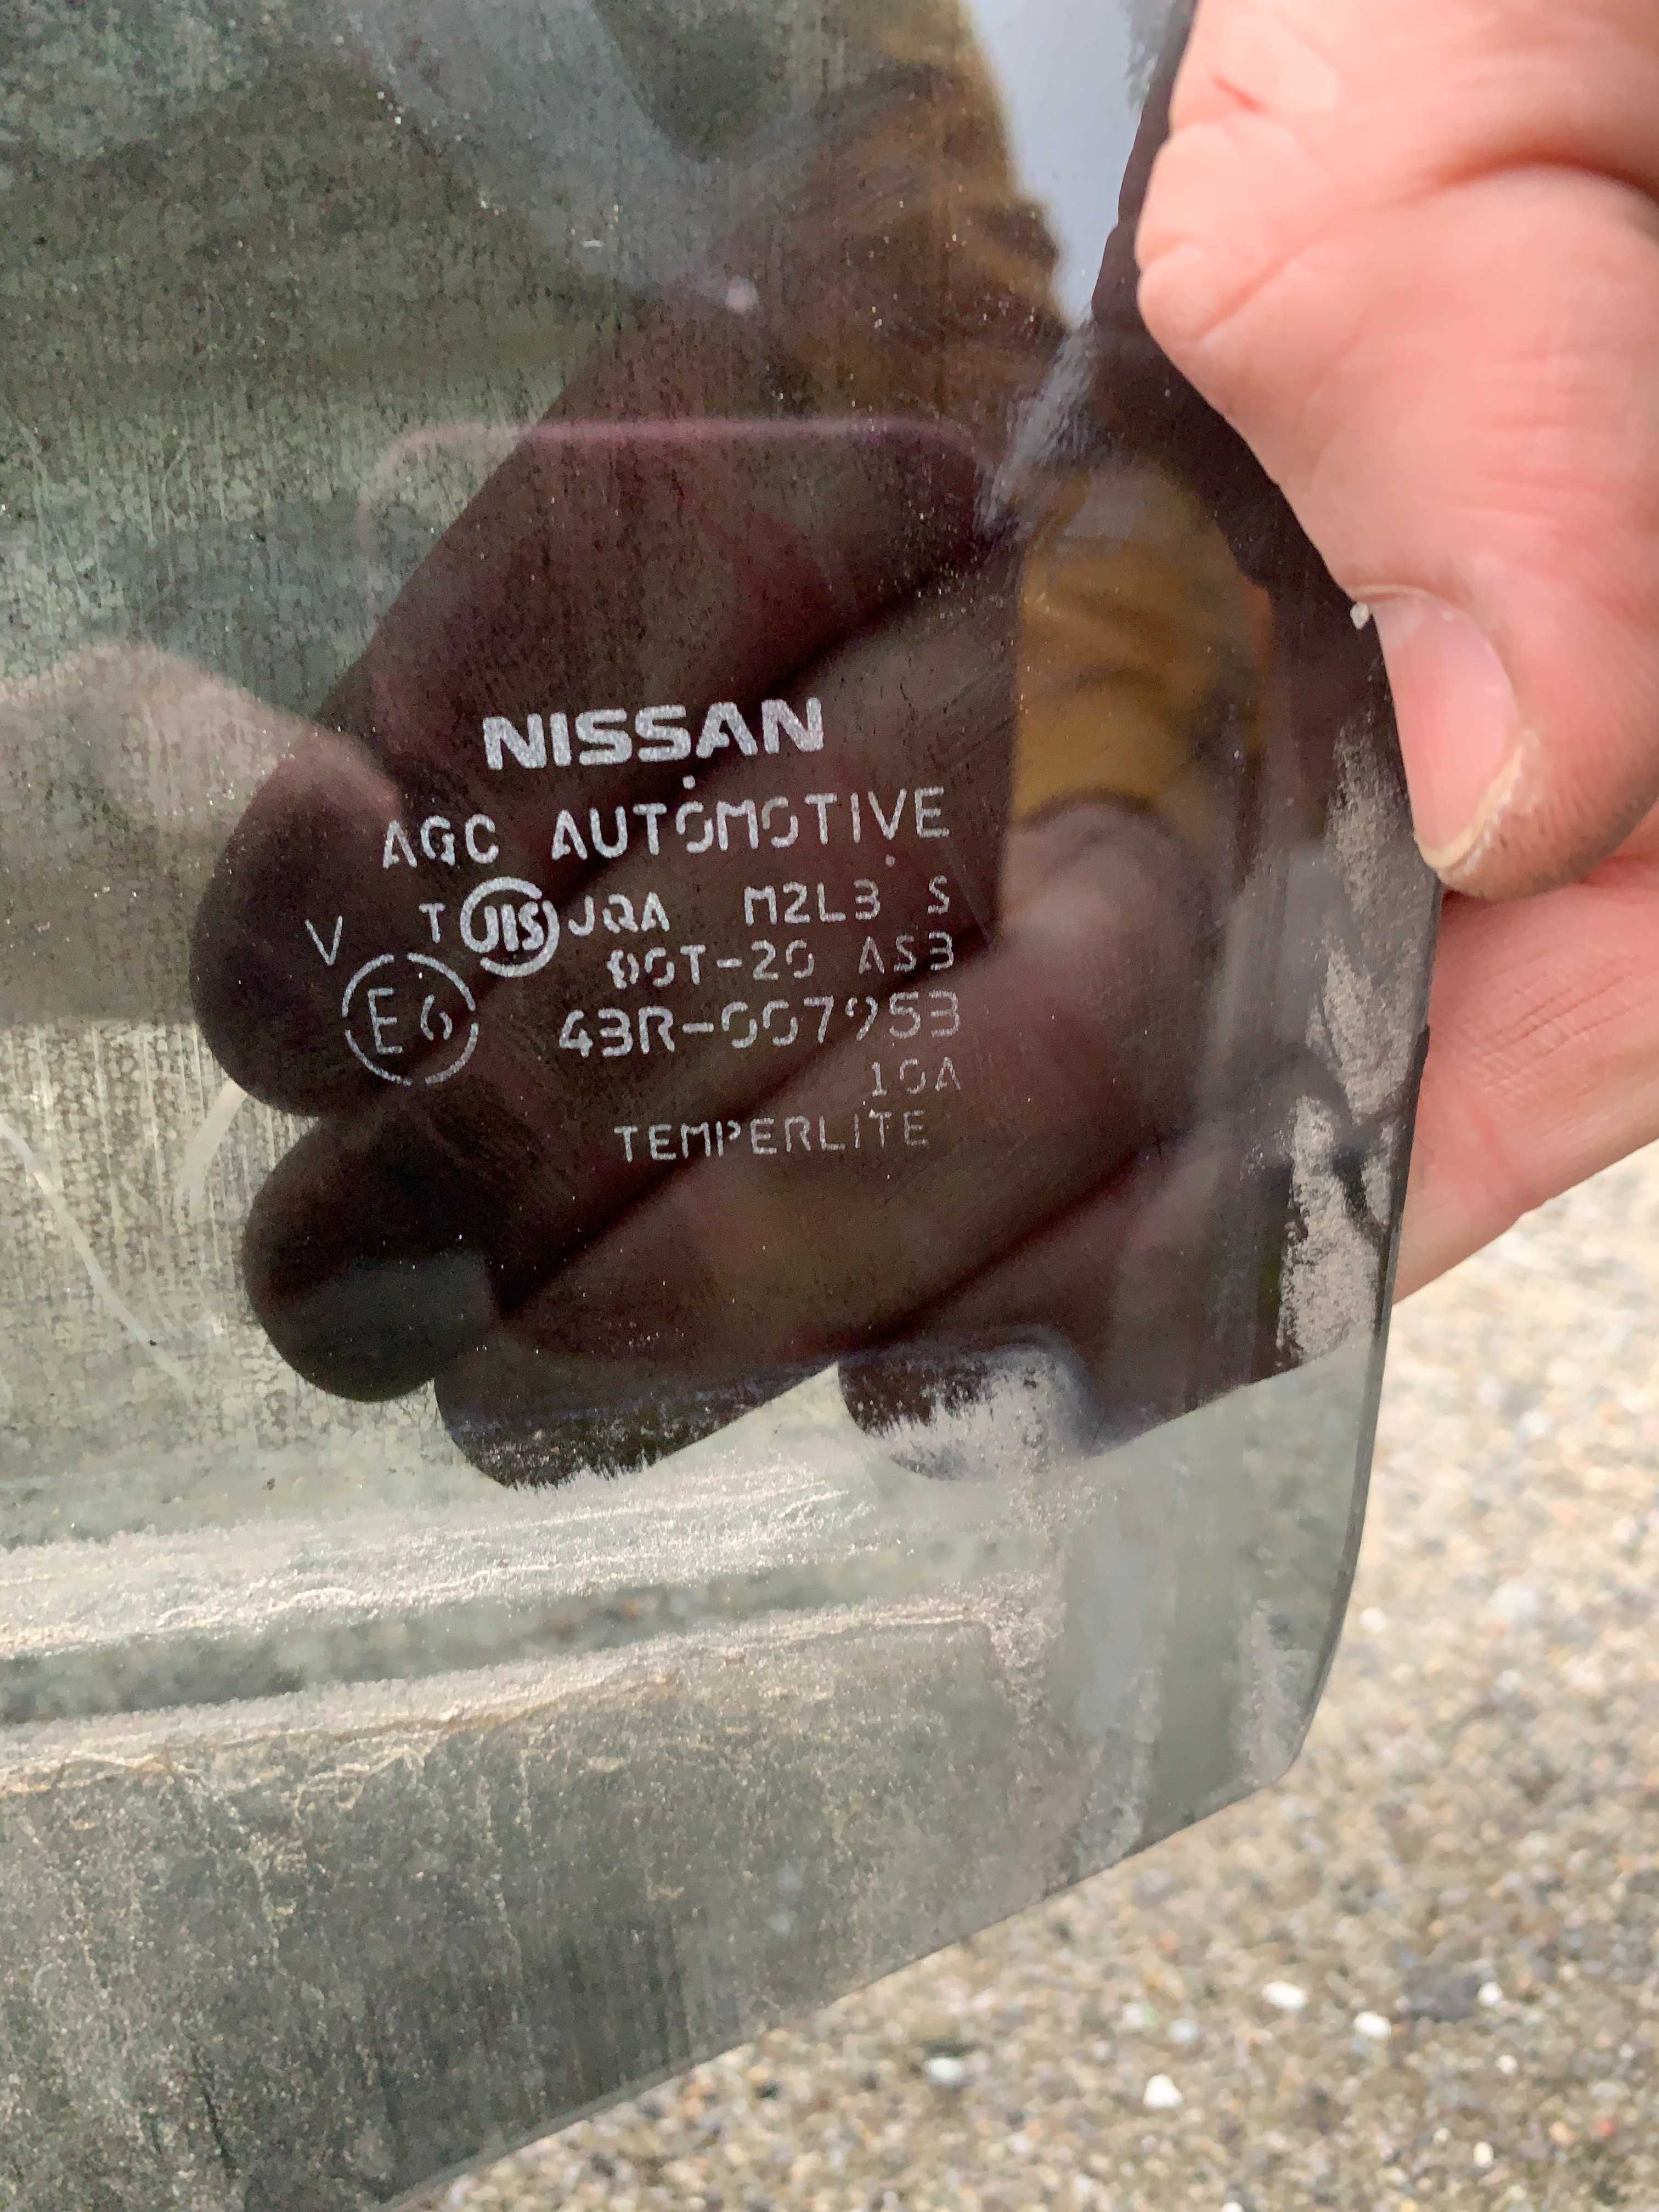 NISSAN
AGC AUTOMOTIVE
V T JIS JQA M2L3 S
DOT-20 AS3
E6 43R-007953
10A
TEMPERLITE